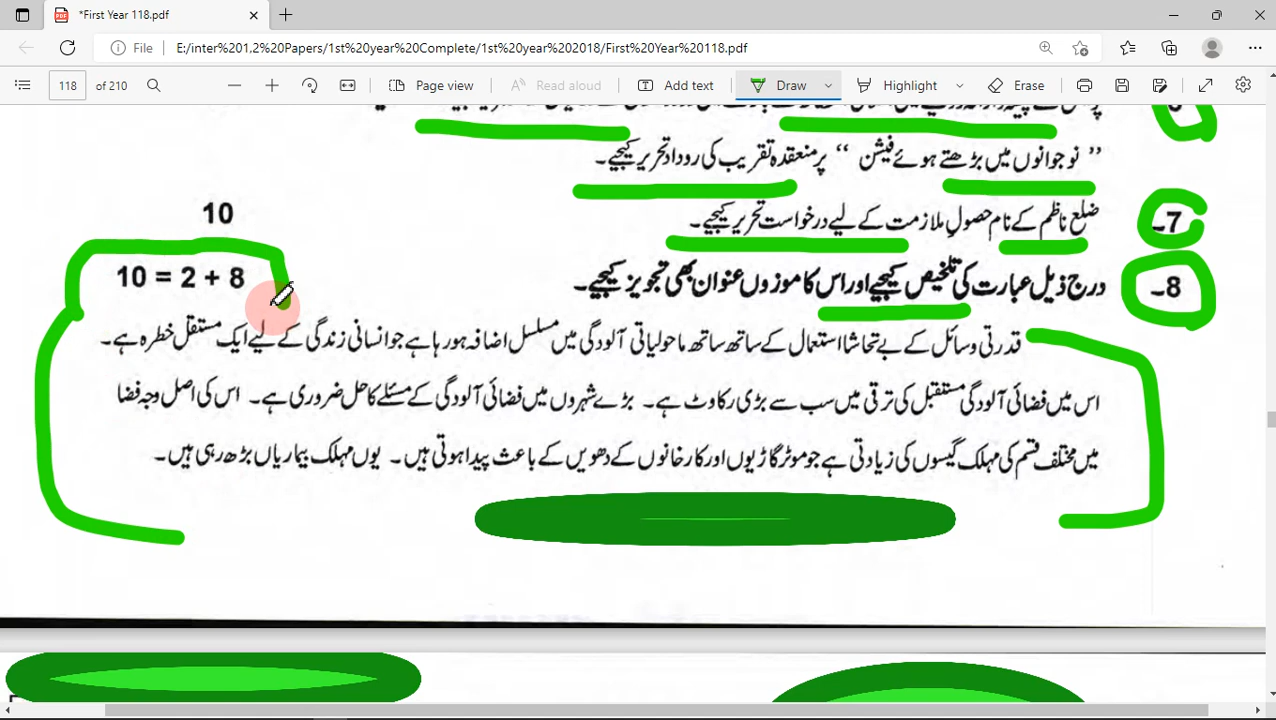 *First Year 118.pdf
File E:/inter%201.2%20Papers/1st%20year%20Complete/1st%20year%202018/First%20Year%20118.pdf
118 of 210 Page view Read aloud Add text Draw Highlight Erase
” نوجوانوں میں بڑھتے ہوئے فیشن “ پر منعقدہ تقریب کی روداد تحریر کیجیے۔
10
7- ضلع ناظم کے نام حصولِ ملازمت کے لیے درخواست تحریر کیجیے۔
8- درج ذیل عبارت کی تلخیص کیجیے اور اس کا موزوں عنوان بھی تجویز کیجیے۔ 10 = 2 + 8
قدرتی وسائل کے بے تحاشا استعمال کے ساتھ ساتھ ماحولیاتی آلودگی میں مسلسل اضافہ ہو رہا ہے جو انسانی زندگی کے لیے ایک مستقل خطرہ ہے۔
اس میں فضائی آلودگی مستقبل کی ترقی میں سب سے بڑی رکاوٹ ہے۔ بڑے شہروں میں فضائی آلودگی کے مسئلے کا حل ضروری ہے۔ اس کی اصل وجہ فضا
میں مختلف قسم کی مہلک گیسوں کی زیادتی ہے جو موٹر گاڑیوں اور کارخانوں کے دھویں کے باعث پیدا ہوتی ہیں۔ یوں مہلک بیماریاں بڑھ رہی ہیں۔